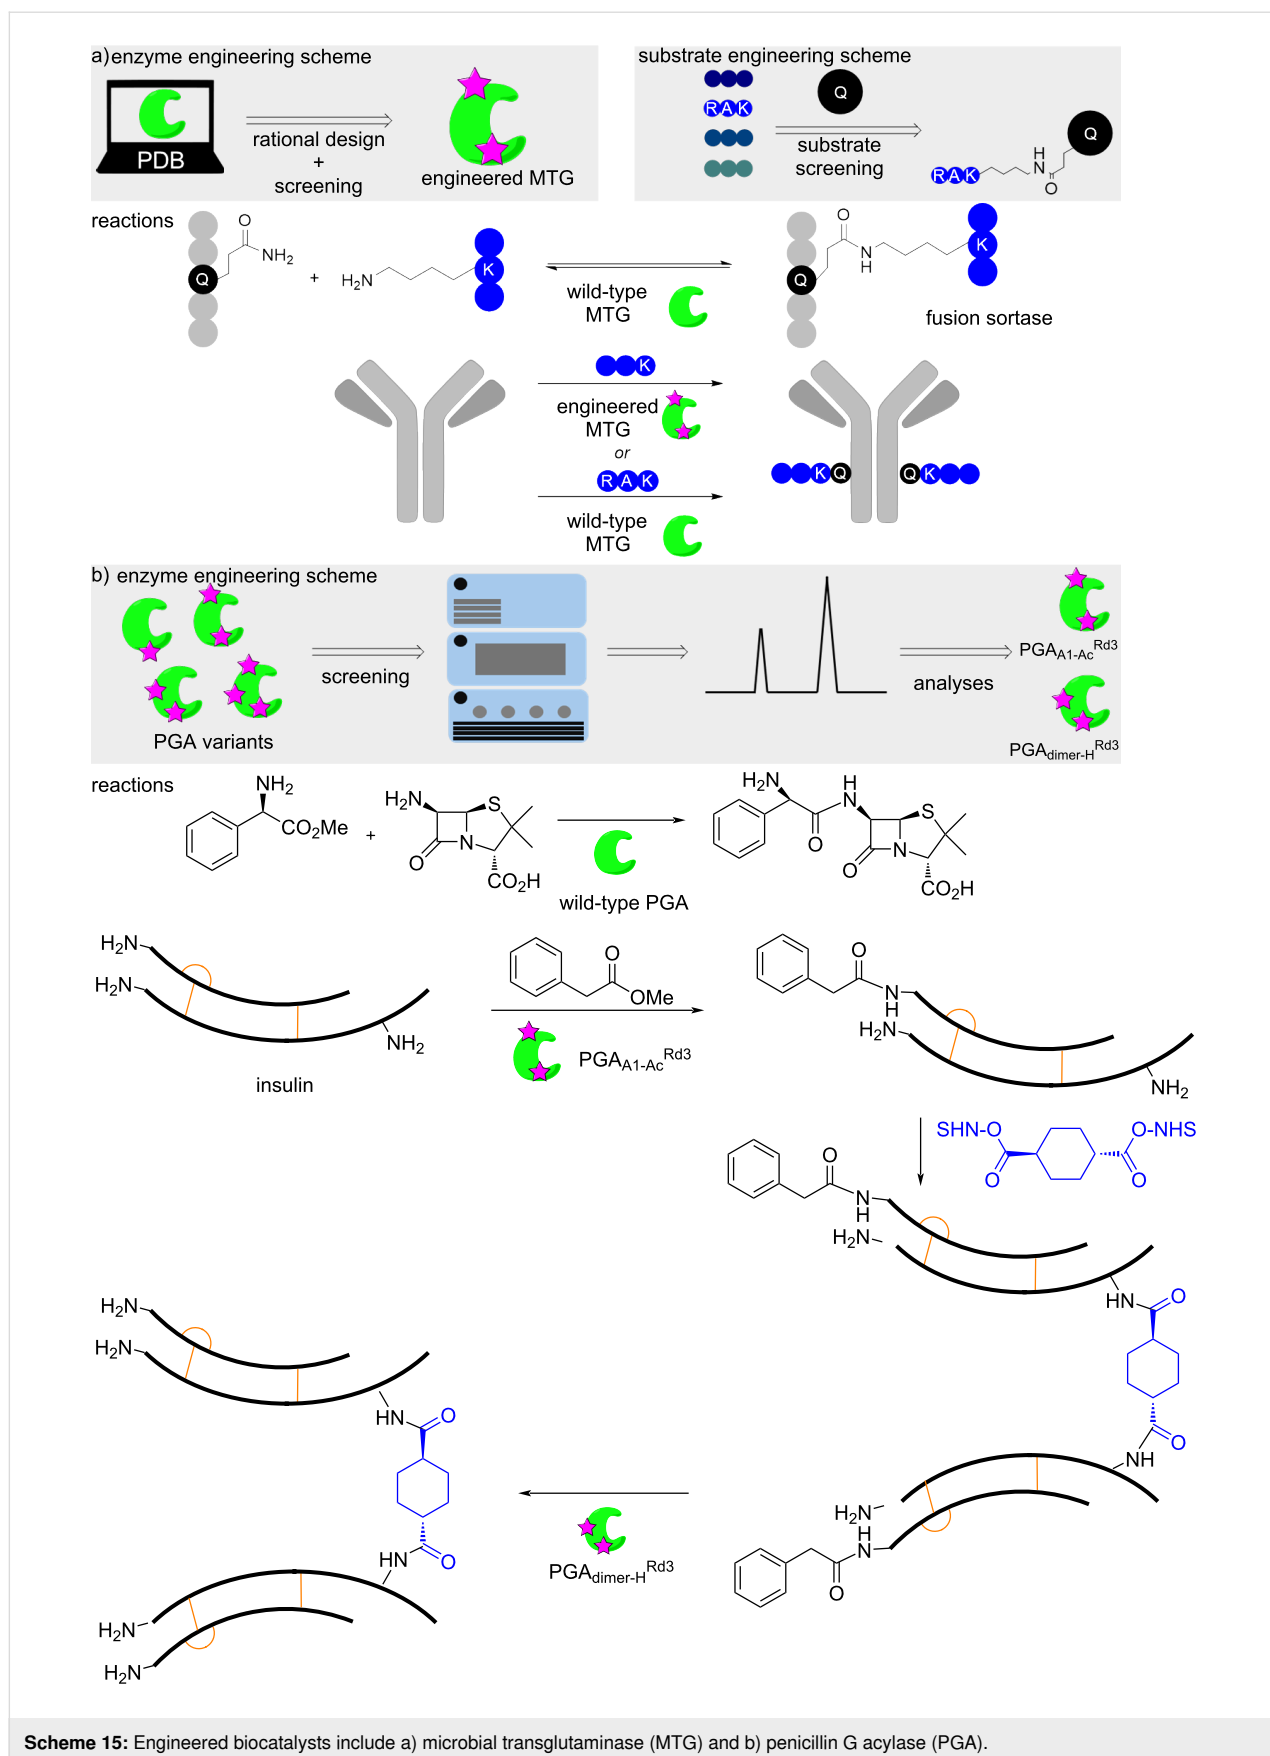 a) enzyme engineering scheme
PDB
rational design
+
screening
engineered MTG
substrate engineering scheme
RAK
Q
substrate
screening
RAK
H
N
O
Q
reactions
Q
O
NH2
+
H2N
K
wild-type
MTG
Q
O
N
H
K
fusion sortase
K
engineered
MTG
or
RAK
wild-type
MTG
KQ
QK
b) enzyme engineering scheme
PGA variants
screening
analyses
PGAA1-AcRd3
PGAdimer-HRd3
reactions
NH2
CO2Me
+
H2N
S
N
O
CO2H
wild-type PGA
H2N
H
N
O
S
O
N
CO2H
H2N
H2N
NH2
insulin
O
OMe
PGAA1-AcRd3
O
N
H
H2N
NH2
SHN-O
O
O-NHS
O
O
N
H
H2N
HN
O
O
NH
H2N
H
N
O
PGAdimer-HRd3
H2N
H2N
HN
O
O
HN
H2N
H2N
Scheme 15: Engineered biocatalysts include a) microbial transglutaminase (MTG) and b) penicillin G acylase (PGA).